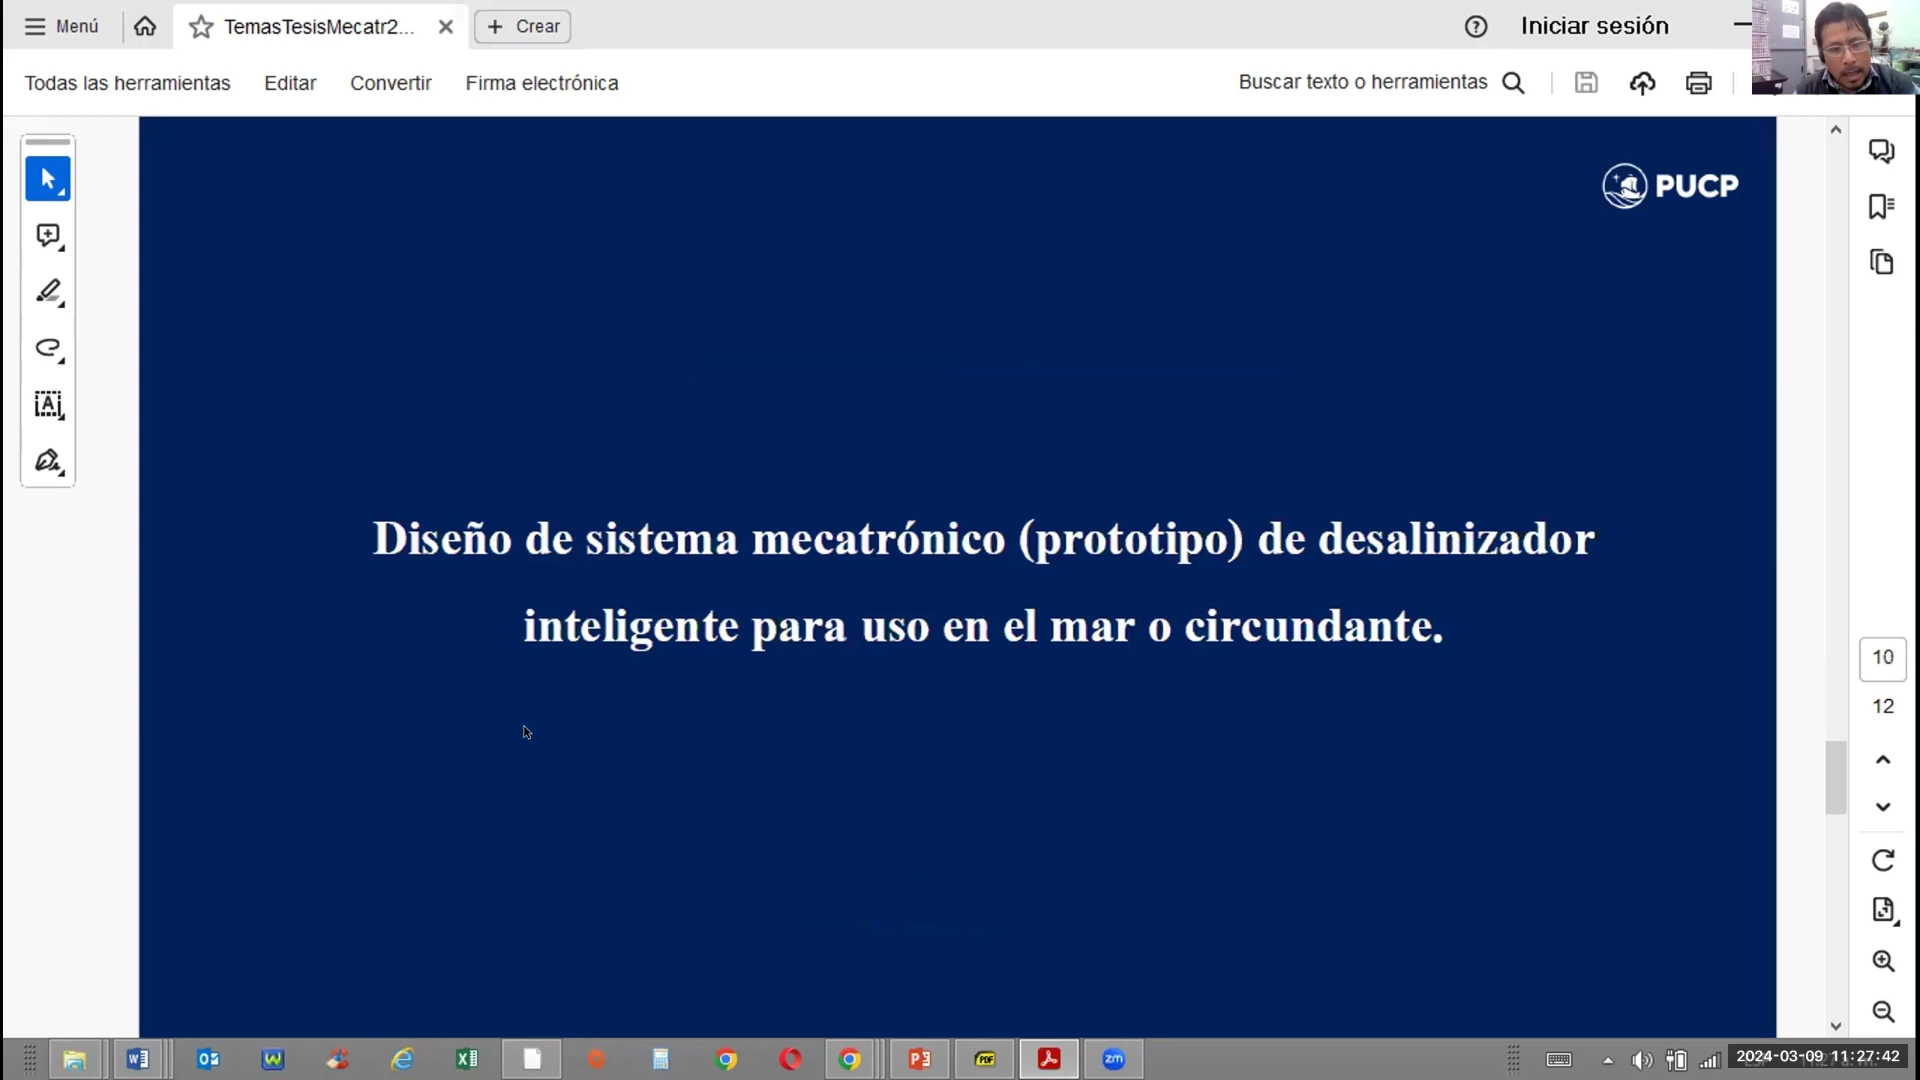 Menú
TemasTesisMecatr2...
Crear
Iniciar sesión
Todas las herramientas
Editar
Convertir
Firma electrónica
Buscar texto o herramientas
PUCP
Diseño de sistema mecatrónico (prototipo) de desalinizador
inteligente para uso en el mar o circundante.
10
12
2024-03-09 11:27:42